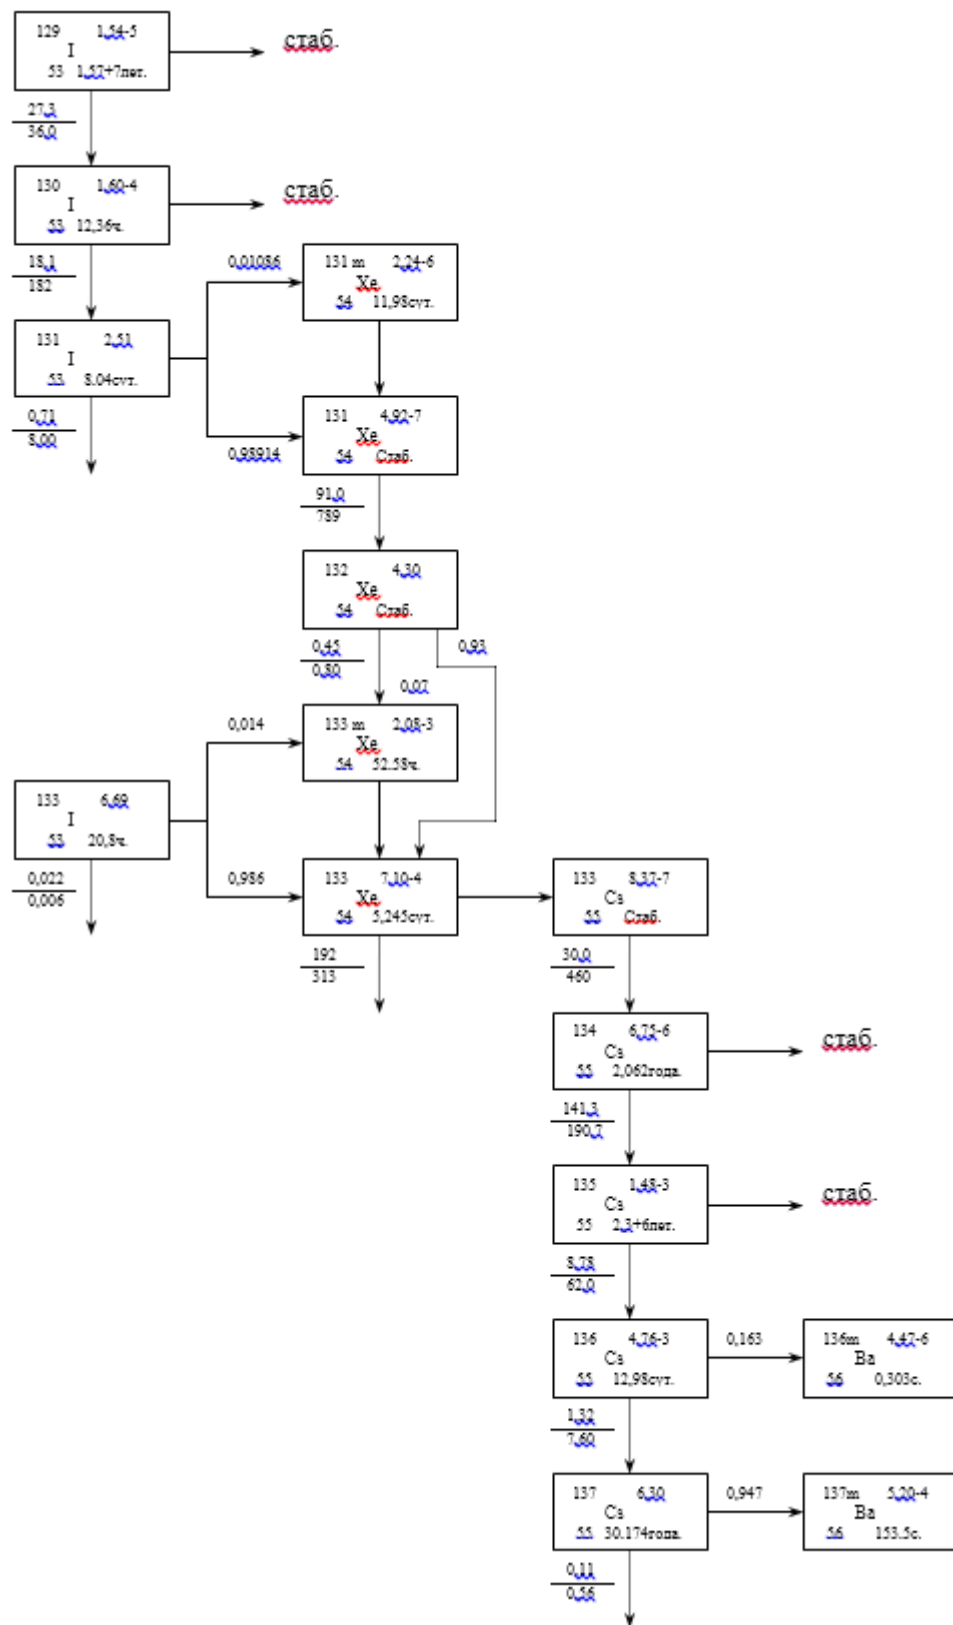 129 1,54-5
I
53 1,57+7лет.
стаб.
27,3
36,0
130 1,60-4
I
53 12,36ч.
стаб.
18,1
182
0,01086
131 m 2,24-6
Xe
54 11,98сут.
131 2,51
I
53 8.04сут.
0,71
8,00
0,98914
131 4,92-7
Xe
54 Стаб.
91,0
789
132 4,30
Xe
54 Стаб.
0,45
0,80
0,93
0,07
0,014
133 m 2,08-3
Xe
54 52.58ч.
133 6,69
I
53 20,8ч.
0,022
0,006
0,986
133 7,10-4
Xe
54 5,245сут.
133 8,37-7
Cs
55 Стаб.
192
313
30,0
460
134 6,75-6
Cs
55 2,062года.
стаб.
141,3
190,7
135 1,48-3
Cs
55 2,3+6лет.
стаб.
8,78
62,0
136 4,76-3
Cs
55 12,98сут.
0,163
136m 4,47-6
Ba
56 0,303с.
1,32
7,60
137 6,30
Cs
55 30.174года.
0,947
137m 5,20-4
Ba
56 153.5с.
0,11
0,56